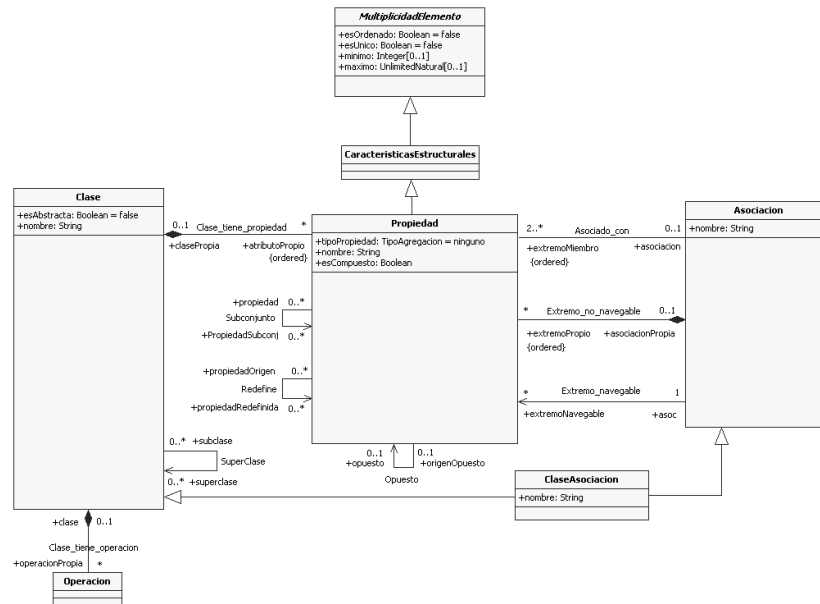 MultiplicidadElemento
+esOrdenado: Boolean = false
+esUnico: Boolean = false
+minimo: Integer[0..1]
+maximo: UnlimitedNatural[0..1]
CaracteristicasEstructurales
Clase
+esAbstracta: Boolean = false
+nombre: String
0..1 Clase_tiene_propiedad *
+clasePropia +atributoPropio
{ordered}
Propiedad
+tipoPropiedad: TipoAgregacion = ninguno
+nombre: String
+esCompuesto: Boolean
Asociacion
+nombre: String
2..* Asociado_con 0..1
+extremoMiembro +asociacion
{ordered}
+propiedad 0..*
Subconjunto
+PropiedadSubconj 0..*
* Extremo_no_navegable 0..1
+extremoPropio +asociacionPropia
{ordered}
+propiedadOrigen 0..*
Redefine
+propiedadRedefinida 0..*
* Extremo_navegable 1
+extremoNavegable +asoc
0..* +subclase
SuperClase
0..* +superclase
0..1 0..1
+opuesto +origenOpuesto
Opuesto
ClaseAsociacion
+nombre: String
+clase 0..1
Clase_tiene_operacion
+operacionPropia *
Operacion